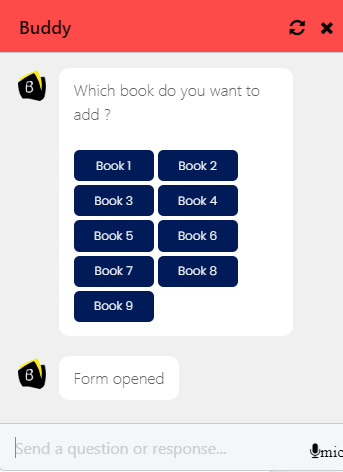 Buddy
B
Which book do you want to
add ?
Book 1 Book 2
Book 3 Book 4
Book 5 Book 6
Book 7 Book 8
Book 9
B
Form opened
Send a question or response...
mic